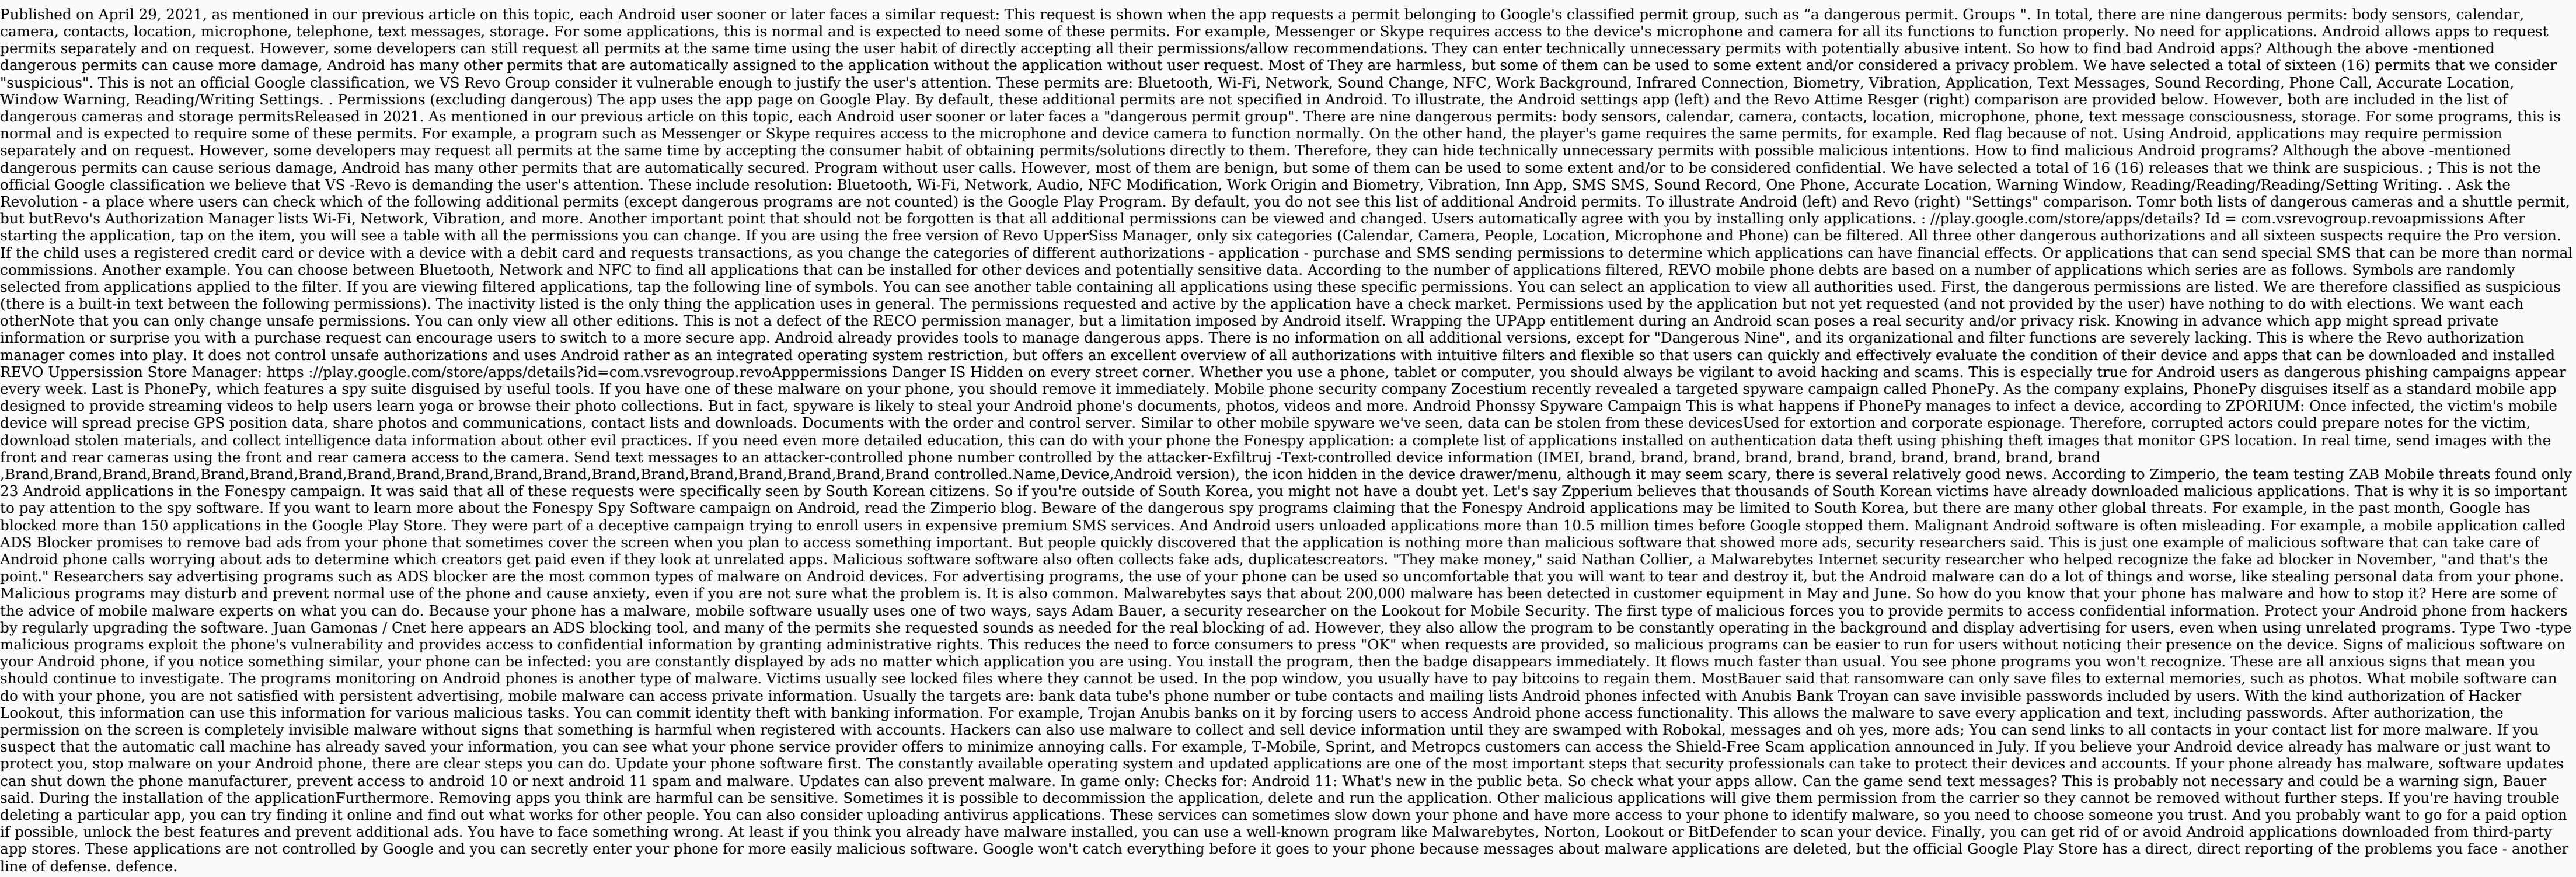 Published on April 29, 2021, as mentioned in our previous article on this topic, each Android user sooner or later faces a similar request: This request is shown when the app requests a permit belonging to Google's classified permit group, such as “a dangerous permit. Groups ". In total, there are nine dangerous permits: body sensors, calendar,
camera, contacts, location, microphone, telephone, text messages, storage. For some applications, this is normal and is expected to need some of these permits. For example, Messenger or Skype requires access to the device's microphone and camera for all its functions to function properly. No need for applications. Android allows apps to request
permits separately and on request. However, some developers can still request all permits at the same time using the user habit of directly accepting all their permissions/allow recommendations. They can enter technically unnecessary permits with potentially abusive intent. So how to find bad Android apps? Although the above -mentioned
dangerous permits can cause more damage, Android has many other permits that are automatically assigned to the application without the application without user request. Most of They are harmless, but some of them can be used to some extent and/or considered a privacy problem. We have selected a total of sixteen (16) permits that we consider
"suspicious". This is not an official Google classification, we VS Revo Group consider it vulnerable enough to justify the user's attention. These permits are: Bluetooth, Wi-Fi, Network, Sound Change, NFC, Work Background, Infrared Connection, Biometry, Vibration, Application, Text Messages, Sound Recording, Phone Call, Accurate Location,
Window Warning, Reading/Writing Settings. . Permissions (excluding dangerous) The app uses the app page on Google Play. By default, these additional permits are not specified in Android. To illustrate, the Android settings app (left) and the Revo Attime Resger (right) comparison are provided below. However, both are included in the list of
dangerous cameras and storage permitsReleased in 2021. As mentioned in our previous article on this topic, each Android user sooner or later faces a "dangerous permit group". There are nine dangerous permits: body sensors, calendar, camera, contacts, location, microphone, phone, text message consciousness, storage. For some programs, this is
normal and is expected to require some of these permits. For example, a program such as Messenger or Skype requires access to the microphone and device camera to function normally. On the other hand, the player's game requires the same permits, for example. Red flag because of not. Using Android, applications may require permission
separately and on request. However, some developers may request all permits at the same time by accepting the consumer habit of obtaining permits/solutions directly to them. Therefore, they can hide technically unnecessary permits with possible malicious intentions. How to find malicious Android programs? Although the above -mentioned
dangerous permits can cause serious damage, Android has many other permits that are automatically secured. Program without user calls. However, most of them are benign, but some of them can be used to some extent and/or to be considered confidential. We have selected a total of 16 (16) releases that we think are suspicious. ; This is not the
official Google classification we believe that VS -Revo is demanding the user's attention. These include resolution: Bluetooth, Wi-Fi, Network, Audio, NFC Modification, Work Origin and Biometry, Vibration, Inn App, SMS SMS, Sound Record, One Phone, Accurate Location, Warning Window, Reading/Reading/Reading/Setting Writing. . Ask the
Revolution - a place where users can check which of the following additional permits (except dangerous programs are not counted) is the Google Play Program. By default, you do not see this list of additional Android permits. To illustrate Android (left) and Revo (right) "Settings" comparison. Tomr both lists of dangerous cameras and a shuttle permit,
but butRevo's Authorization Manager lists Wi-Fi, Network, Vibration, and more. Another important point that should not be forgotten is that all additional permissions can be viewed and changed. Users automatically agree with you by installing only applications. : //play.google.com/store/apps/details? Id = com.vsrevogroup.revoapmissions After
starting the application, tap on the item, you will see a table with all the permissions you can change. If you are using the free version of Revo UpperSiss Manager, only six categories (Calendar, Camera, People, Location, Microphone and Phone) can be filtered. All three other dangerous authorizations and all sixteen suspects require the Pro version.
If the child uses a registered credit card or device with a device with a debit card and requests transactions, as you change the categories of different authorizations - application - purchase and SMS sending permissions to determine which applications can have financial effects. Or applications that can send special SMS that can be more than normal
commissions. Another example. You can choose between Bluetooth, Network and NFC to find all applications that can be installed for other devices and potentially sensitive data. According to the number of applications filtered, REVO mobile phone debts are based on a number of applications which series are as follows. Symbols are randomly
selected from applications applied to the filter. If you are viewing filtered applications, tap the following line of symbols. You can see another table containing all applications using these specific permissions. You can select an application to view all authorities used. First, the dangerous permissions are listed. We are therefore classified as suspicious
(there is a built-in text between the following permissions). The inactivity listed is the only thing the application uses in general. The permissions requested and active by the application have a check market. Permissions used by the application but not yet requested (and not provided by the user) have nothing to do with elections. We want each
otherNote that you can only change unsafe permissions. You can only view all other editions. This is not a defect of the RECO permission manager, but a limitation imposed by Android itself. Wrapping the UPApp entitlement during an Android scan poses a real security and/or privacy risk. Knowing in advance which app might spread private
information or surprise you with a purchase request can encourage users to switch to a more secure app. Android already provides tools to manage dangerous apps. There is no information on all additional versions, except for "Dangerous Nine", and its organizational and filter functions are severely lacking. This is where the Revo authorization
manager comes into play. It does not control unsafe authorizations and uses Android rather as an integrated operating system restriction, but offers an excellent overview of all authorizations with intuitive filters and flexible so that users can quickly and effectively evaluate the condition of their device and apps that can be downloaded and installed
REVO Uppersission Store Manager: https ://play.google.com/store/apps/details?id=com.vsrevogroup.revoApppermissions Danger IS Hidden on every street corner. Whether you use a phone, tablet or computer, you should always be vigilant to avoid hacking and scams. This is especially true for Android users as dangerous phishing campaigns appear
every week. Last is PhonePy, which features a spy suite disguised by useful tools. If you have one of these malware on your phone, you should remove it immediately. Mobile phone security company Zocestium recently revealed a targeted spyware campaign called PhonePy. As the company explains, PhonePy disguises itself as a standard mobile app
designed to provide streaming videos to help users learn yoga or browse their photo collections. But in fact, spyware is likely to steal your Android phone's documents, photos, videos and more. Android Phonssy Spyware Campaign This is what happens if PhonePy manages to infect a device, according to ZPORIUM: Once infected, the victim's mobile
device will spread precise GPS position data, share photos and communications, contact lists and downloads. Documents with the order and control server. Similar to other mobile spyware we've seen, data can be stolen from these devicesUsed for extortion and corporate espionage. Therefore, corrupted actors could prepare notes for the victim,
download stolen materials, and collect intelligence data information about other evil practices. If you need even more detailed education, this can do with your phone the Fonespy application: a complete list of applications installed on authentication data theft using phishing theft images that monitor GPS location. In real time, send images with the
front and rear cameras using the front and rear camera access to the camera. Send text messages to an attacker-controlled phone number controlled by the attacker-Exfiltruj -Text-controlled device information (IMEI, brand, brand, brand, brand, brand, brand, brand, brand, brand, brand
,Brand,Brand,Brand,Brand,Brand,Brand,Brand,Brand,Brand,Brand,Brand,Brand,Brand,Brand,Brand,Brand,Brand,Brand controlled.Name,Device,Android version), the icon hidden in the device drawer/menu, although it may seem scary, there is several relatively good news. According to Zimperio, the team testing ZAB Mobile threats found only
23 Android applications in the Fonespy campaign. It was said that all of these requests were specifically seen by South Korean citizens. So if you're outside of South Korea, you might not have a doubt yet. Let's say Zpperium believes that thousands of South Korean victims have already downloaded malicious applications. That is why it is so important
to pay attention to the spy software. If you want to learn more about the Fonespy Spy Software campaign on Android, read the Zimperio blog. Beware of the dangerous spy programs claiming that the Fonespy Android applications may be limited to South Korea, but there are many other global threats. For example, in the past month, Google has
blocked more than 150 applications in the Google Play Store. They were part of a deceptive campaign trying to enroll users in expensive premium SMS services. And Android users unloaded applications more than 10.5 million times before Google stopped them. Malignant Android software is often misleading. For example, a mobile application called
ADS Blocker promises to remove bad ads from your phone that sometimes cover the screen when you plan to access something important. But people quickly discovered that the application is nothing more than malicious software that showed more ads, security researchers said. This is just one example of malicious software that can take care of
Android phone calls worrying about ads to determine which creators get paid even if they look at unrelated apps. Malicious software software also often collects fake ads, duplicatescreators. "They make money," said Nathan Collier, a Malwarebytes Internet security researcher who helped recognize the fake ad blocker in November, "and that's the
point." Researchers say advertising programs such as ADS blocker are the most common types of malware on Android devices. For advertising programs, the use of your phone can be used so uncomfortable that you will want to tear and destroy it, but the Android malware can do a lot of things and worse, like stealing personal data from your phone.
Malicious programs may disturb and prevent normal use of the phone and cause anxiety, even if you are not sure what the problem is. It is also common. Malwarebytes says that about 200,000 malware has been detected in customer equipment in May and June. So how do you know that your phone has malware and how to stop it? Here are some of
the advice of mobile malware experts on what you can do. Because your phone has a malware, mobile software usually uses one of two ways, says Adam Bauer, a security researcher on the Lookout for Mobile Security. The first type of malicious forces you to provide permits to access confidential information. Protect your Android phone from hackers
by regularly upgrading the software. Juan Gamonas / Cnet here appears an ADS blocking tool, and many of the permits she requested sounds as needed for the real blocking of ad. However, they also allow the program to be constantly operating in the background and display advertising for users, even when using unrelated programs. Type Two -type
malicious programs exploit the phone's vulnerability and provides access to confidential information by granting administrative rights. This reduces the need to force consumers to press "OK" when requests are provided, so malicious programs can be easier to run for users without noticing their presence on the device. Signs of malicious software on
your Android phone, if you notice something similar, your phone can be infected: you are constantly displayed by ads no matter which application you are using. You install the program, then the badge disappears immediately. It flows much faster than usual. You see phone programs you won't recognize. These are all anxious signs that mean you
should continue to investigate. The programs monitoring on Android phones is another type of malware. Victims usually see locked files where they cannot be used. In the pop window, you usually have to pay bitcoins to regain them. MostBauer said that ransomware can only save files to external memories, such as photos. What mobile software can
do with your phone, you are not satisfied with persistent advertising, mobile malware can access private information. Usually the targets are: bank data tube's phone number or tube contacts and mailing lists Android phones infected with Anubis Bank Troyan can save invisible passwords included by users. With the kind authorization of Hacker
Lookout, this information can use this information for various malicious tasks. You can commit identity theft with banking information. For example, Trojan Anubis banks on it by forcing users to access Android phone access functionality. This allows the malware to save every application and text, including passwords. After authorization, the
permission on the screen is completely invisible malware without signs that something is harmful when registered with accounts. Hackers can also use malware to collect and sell device information until they are swamped with Robokal, messages and oh yes, more ads; You can send links to all contacts in your contact list for more malware. If you
suspect that the automatic call machine has already saved your information, you can see what your phone service provider offers to minimize annoying calls. For example, T-Mobile, Sprint, and Metropcs customers can access the Shield-Free Scam application announced in July. If you believe your Android device already has malware or just want to
protect you, stop malware on your Android phone, there are clear steps you can do. Update your phone software first. The constantly available operating system and updated applications are one of the most important steps that security professionals can take to protect their devices and accounts. If your phone already has malware, software updates
can shut down the phone manufacturer, prevent access to android 10 or next android 11 spam and malware. Updates can also prevent malware. In game only: Checks for: Android 11: What's new in the public beta. So check what your apps allow. Can the game send text messages? This is probably not necessary and could be a warning sign, Bauer
said. During the installation of the applicationFurthermore. Removing apps you think are harmful can be sensitive. Sometimes it is possible to decommission the application, delete and run the application. Other malicious applications will give them permission from the carrier so they cannot be removed without further steps. If you're having trouble
deleting a particular app, you can try finding it online and find out what works for other people. You can also consider uploading antivirus applications. These services can sometimes slow down your phone and have more access to your phone to identify malware, so you need to choose someone you trust. And you probably want to go for a paid option
if possible, unlock the best features and prevent additional ads. You have to face something wrong. At least if you think you already have malware installed, you can use a well-known program like Malwarebytes, Norton, Lookout or BitDefender to scan your device. Finally, you can get rid of or avoid Android applications downloaded from third-party
app stores. These applications are not controlled by Google and you can secretly enter your phone for more easily malicious software. Google won't catch everything before it goes to your phone because messages about malware applications are deleted, but the official Google Play Store has a direct, direct reporting of the problems you face - another
line of defense. defence.